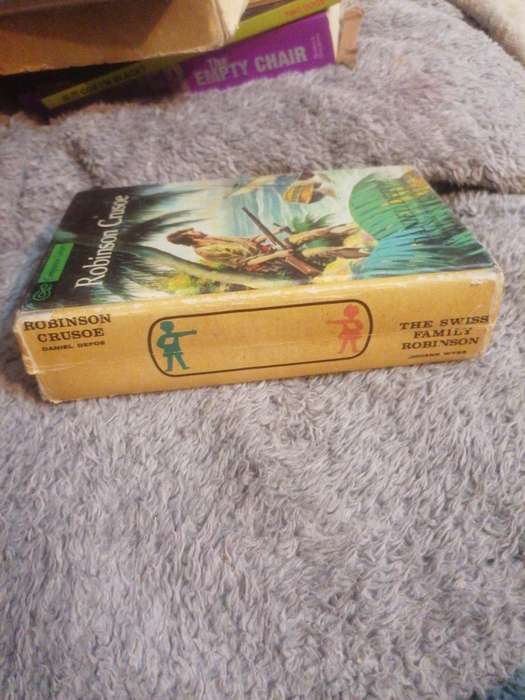 The
EMPTY CHAIR
Robinson Crusoe
ROBINSON
CRUSOE
DANIEL DEFOE
THE SWISS
FAMILY
ROBINSON
JOHANN WYSS